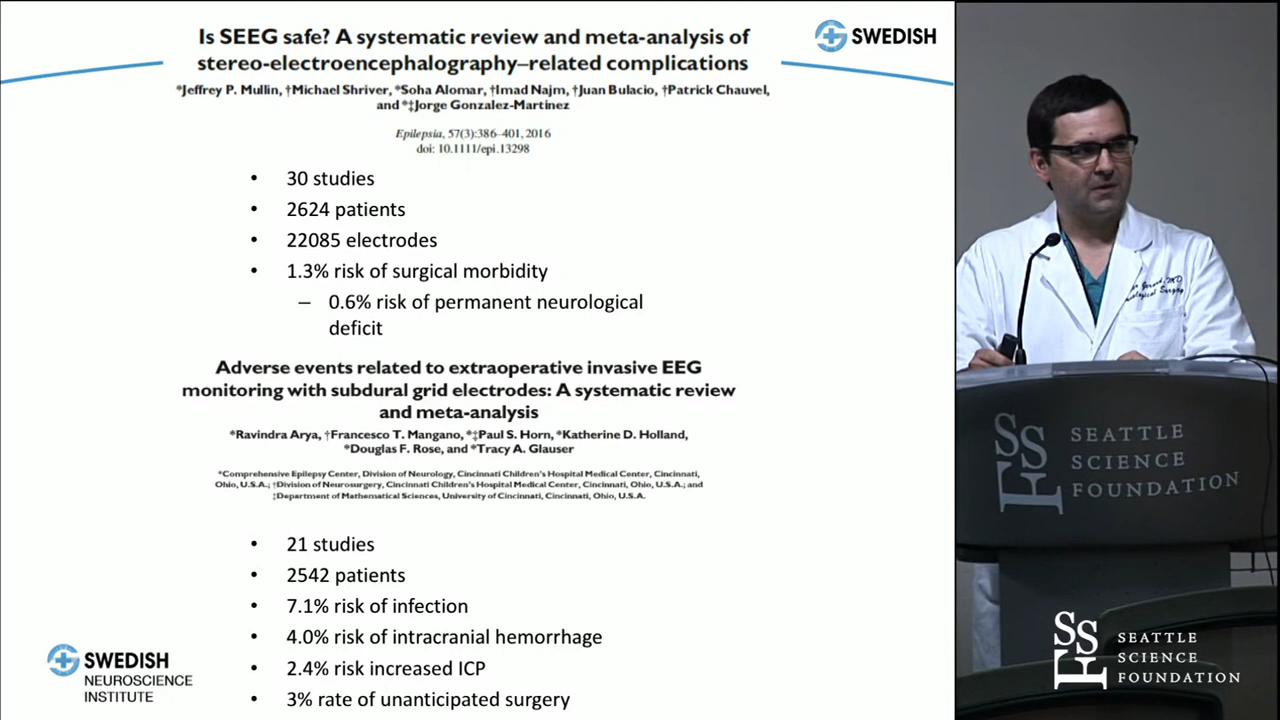 Is SEEG safe? A systematic review and meta-analysis of
stereo-electroencephalography–related complications
SWEDISH
*Jeffrey P. Mullin, †Michael Shriver, *Soha Alomar, †Imad Najm, †Juan Bulacio, †Patrick Chauvel,
and *‡Jorge Gonzalez-Martinez
Epilepsia, 57(3):386–401, 2016
doi: 10.1111/epi.13298
• 30 studies
• 2624 patients
• 22085 electrodes
• 1.3% risk of surgical morbidity
– 0.6% risk of permanent neurological
deficit
Adverse events related to extraoperative invasive EEG
monitoring with subdural grid electrodes: A systematic review
and meta-analysis
*Ravindra Arya, †Francesco T. Mangano, *‡Paul S. Horn, *Katherine D. Holland,
*Douglas F. Rose, and *Tracy A. Glauser
*Comprehensive Epilepsy Center, Division of Neurology, Cincinnati Children's Hospital Medical Center, Cincinnati,
Ohio, U.S.A.; †Division of Neurosurgery, Cincinnati Children's Hospital Medical Center, Cincinnati, Ohio, U.S.A.; and
‡Department of Mathematical Sciences, University of Cincinnati, Cincinnati, Ohio, U.S.A.
• 21 studies
• 2542 patients
• 7.1% risk of infection
• 4.0% risk of intracranial hemorrhage
• 2.4% risk increased ICP
• 3% rate of unanticipated surgery
SWEDISH
NEUROSCIENCE
INSTITUTE
MD
SSF
SEATTLE
SCIENCE
FOUNDATION
SSF
SEATTLE
SCIENCE
FOUNDATION